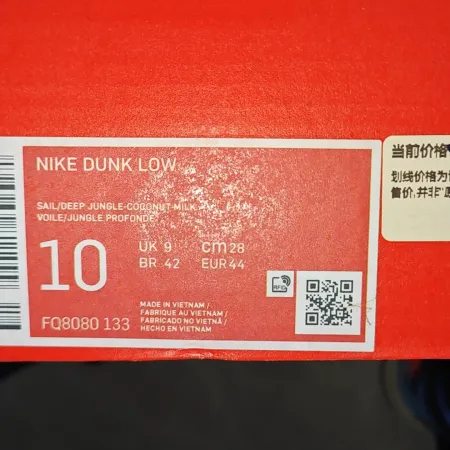 NIKE DUNK LOW
SAIL/DEEP JUNGLE-COCONUT MILK
VOILE/JUNGLE PROFONDE
10
UK 9
cm 28
BR 42
EUR 44
RFID
MADE IN VIETNAM /
FABRIQUE AU VIETNAM /
FABRICADO NO VIETNÃ /
HECHO EN VIETNAM
FQ8080 133
当前价格
划线价格为
售价,并非